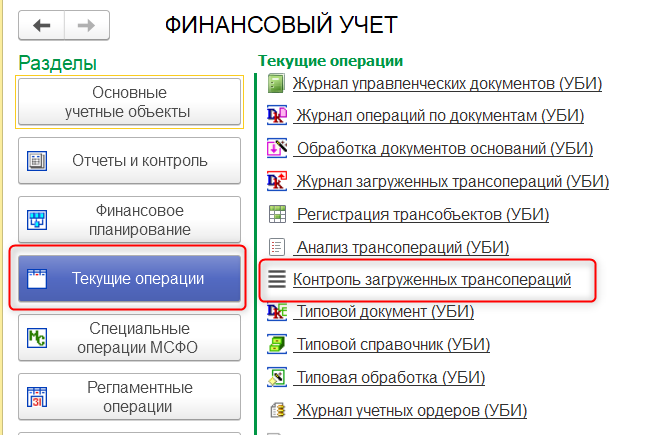 ФИНАНСОВЫЙ УЧЕТ
Разделы
Основные
учетные объекты
Отчеты и контроль
Финансовое
планирование
Текущие операции
Специальные
операции МСФО
Регламентные
операции
Текущие операции
Журнал управленческих документов (УБИ)
Журнал операций по документам (УБИ)
Обработка документов оснований (УБИ)
Журнал загруженных трансопераций (УБИ)
Регистрация трансобъектов (УБИ)
Анализ трансопераций (УБИ)
Контроль загруженных трансопераций
Типовой документ (УБИ)
Типовой справочник (УБИ)
Типовая обработка (УБИ)
Журнал учетных ордеров (УБИ)